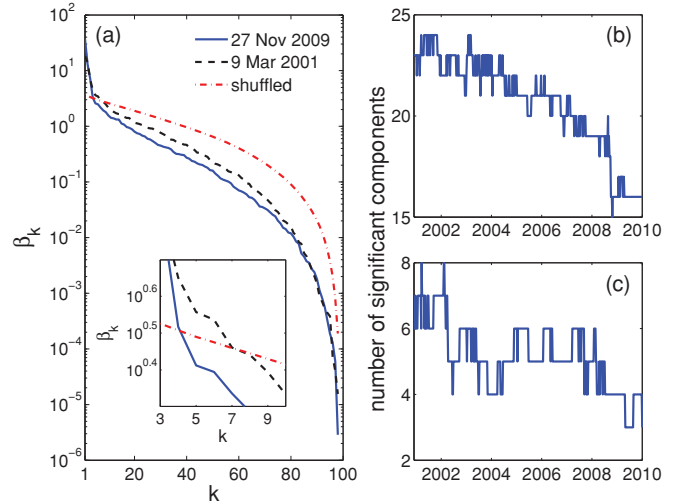 (a)
27 Nov 2009
9 Mar 2001
shuffled
10^2
10^1
10^0
10^-1
10^-2
10^-3
10^-4
10^-5
10^-6
β_k
1 20 40 60 80 100
k
10^0.6
10^0.5
10^0.4
β_k
3 5 7 9
k
number of significant components
(b)
25
20
15
2002 2004 2006 2008 2010
(c)
8
6
4
2
2002 2004 2006 2008 2010